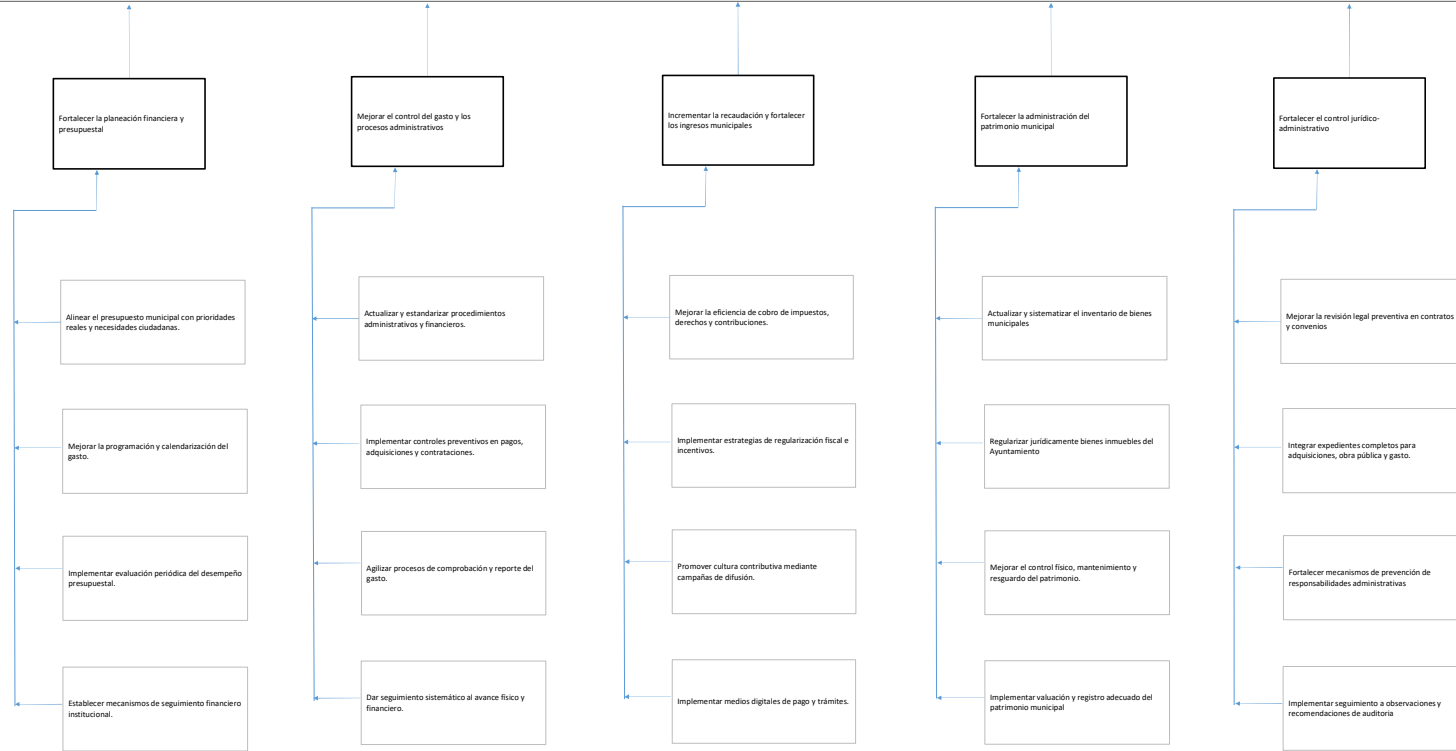 Fortalecer la planeación financiera y
presupuestal
Mejorar el control del gasto y los
procesos administrativos
Incrementar la recaudación y fortalecer
los ingresos municipales
Fortalecer la administración del
patrimonio municipal
Fortalecer el control jurídico-
administrativo
Alinear el presupuesto municipal con prioridades
reales y necesidades ciudadanas.
Actualizar y estandarizar procedimientos
administrativos y financieros.
Mejorar la eficiencia de cobro de impuestos,
derechos y contribuciones.
Actualizar y sistematizar el inventario de bienes
municipales
Mejorar la revisión legal preventiva en contratos
y convenios
Mejorar la programación y calendarización del
gasto.
Implementar controles preventivos en pagos,
adquisiciones y contrataciones.
Implementar estrategias de regularización fiscal e
incentivos.
Regularizar jurídicamente bienes inmuebles del
Ayuntamiento
Integrar expedientes completos para
adquisiciones, obra pública y gasto.
Implementar evaluación periódica del desempeño
presupuestal.
Agilizar procesos de comprobación y reporte del
gasto.
Promover cultura contributiva mediante
campañas de difusión.
Mejorar el control físico, mantenimiento y
resguardo del patrimonio.
Fortalecer mecanismos de prevención de
responsabilidades administrativas
Establecer mecanismos de seguimiento financiero
institucional.
Dar seguimiento sistemático al avance físico y
financiero.
Implementar medios digitales de pago y trámites.
Implementar valuación y registro adecuado del
patrimonio municipal
Implementar seguimiento a observaciones y
recomendaciones de auditoria